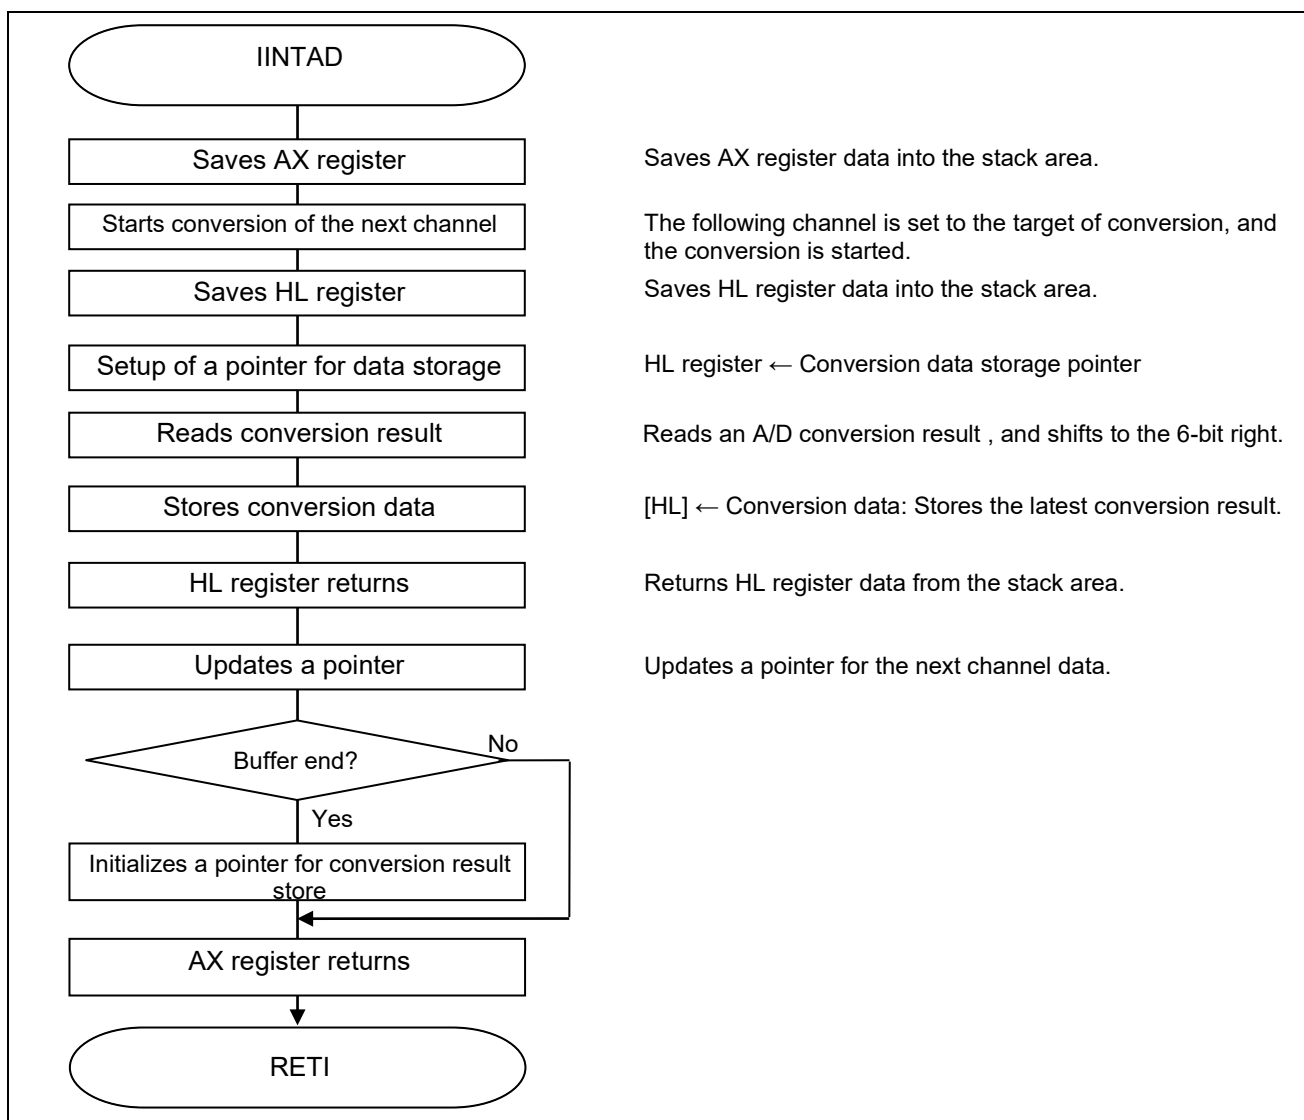 IINTAD
Saves AX register
Saves AX register data into the stack area.
Starts conversion of the next channel
The following channel is set to the target of conversion, and
the conversion is started.
Saves HL register
Saves HL register data into the stack area.
Setup of a pointer for data storage
HL register ← Conversion data storage pointer
Reads conversion result
Reads an A/D conversion result , and shifts to the 6-bit right.
Stores conversion data
[HL] ← Conversion data: Stores the latest conversion result.
HL register returns
Returns HL register data from the stack area.
Updates a pointer
Updates a pointer for the next channel data.
Buffer end?
No
Yes
Initializes a pointer for conversion result
store
AX register returns
RETI